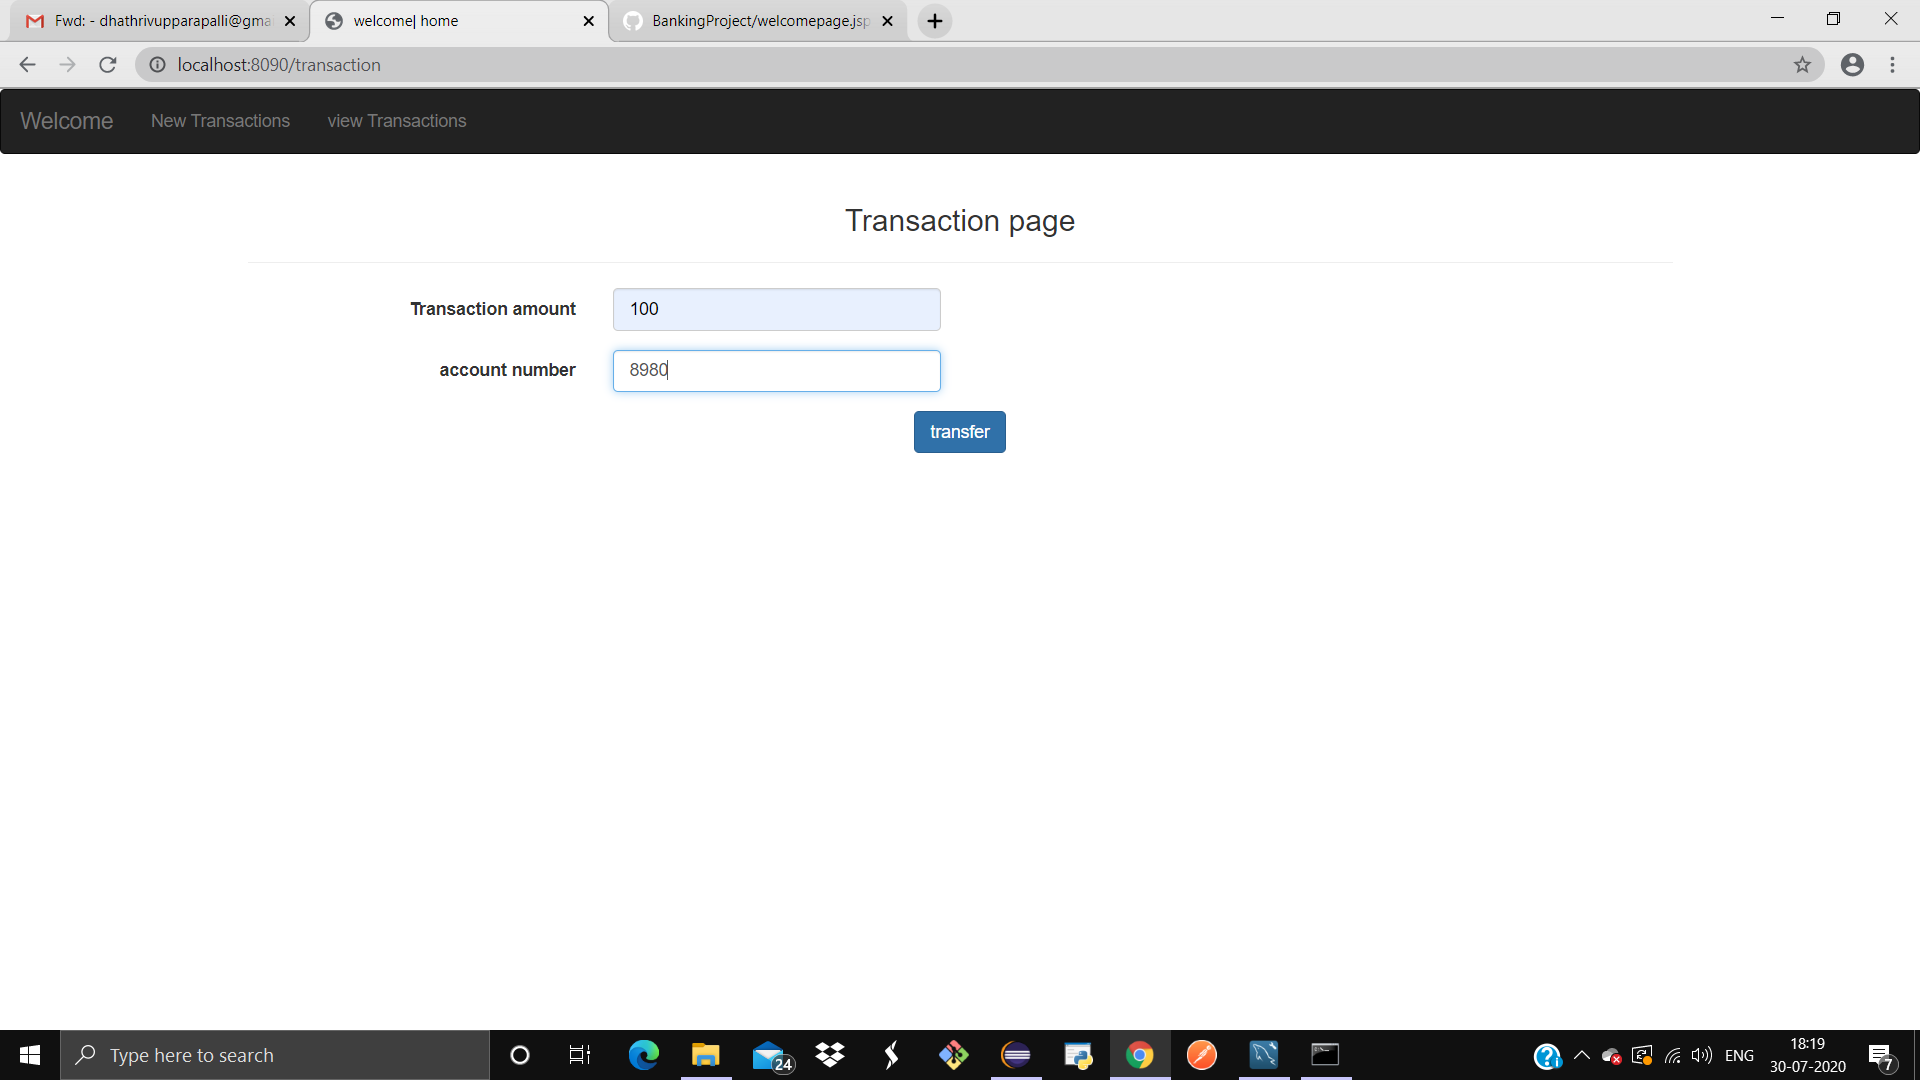 Fwd: - dhathrivupparapalli@gma
welcome| home
BankingProject/welcomepage.jsp
localhost:8090/transaction
Welcome New Transactions view Transactions
Transaction page
Transaction amount 100
account number 8980
transfer
Type here to search
24
ENG
18:19
30-07-2020
7